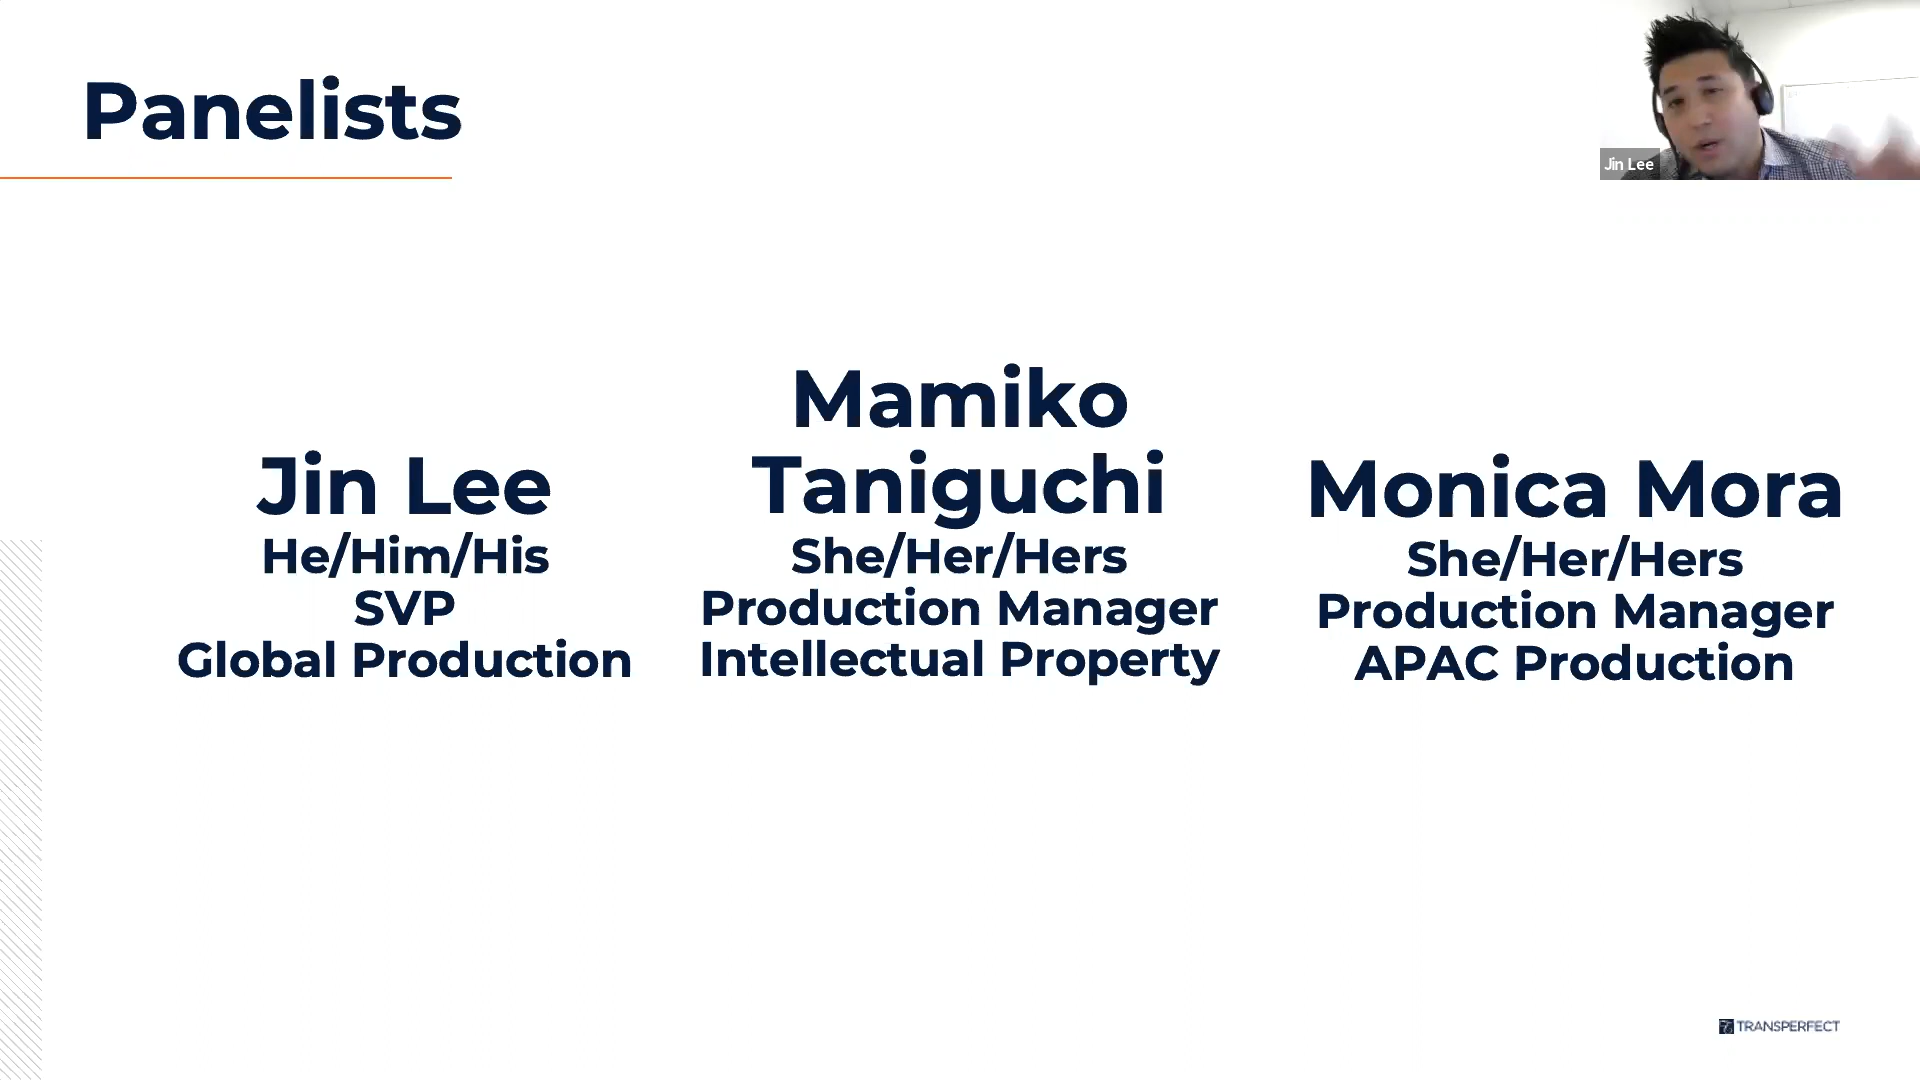 Panelists
Jin Lee
Jin Lee
He/Him/His
SVP
Global Production
Mamiko
Taniguchi
She/Her/Hers
Production Manager
Intellectual Property
Monica Mora
She/Her/Hers
Production Manager
APAC Production
TRANSPERFECT